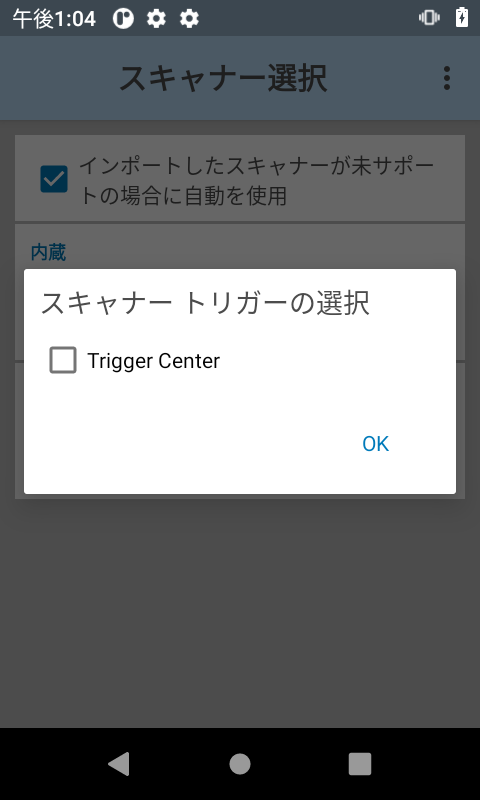 午後1:04
スキャナー選択
インポートしたスキャナーが未サポー
トの場合に自動を使用
内蔵
スキャナー トリガーの選択
Trigger Center
OK